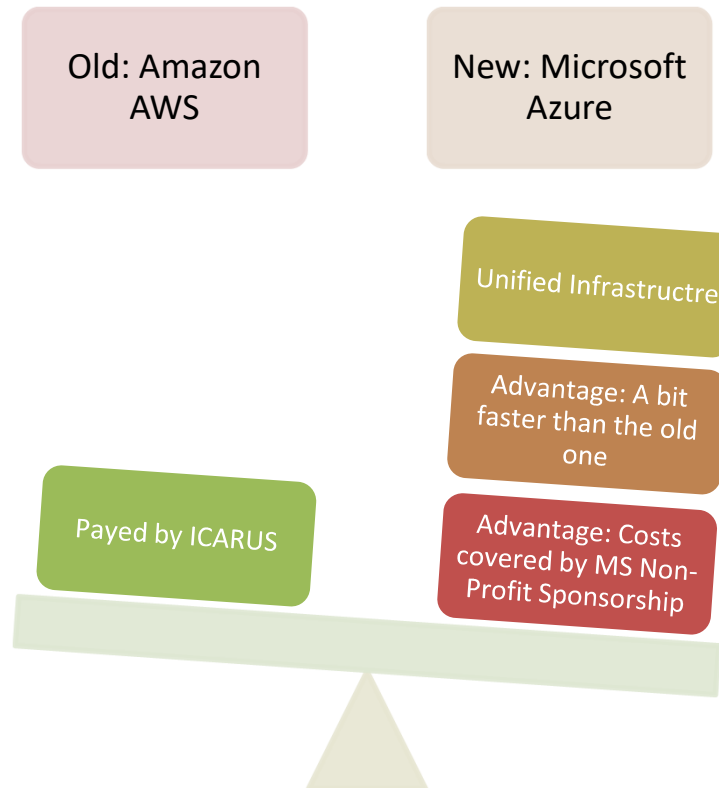 Old: Amazon
AWS
New: Microsoft
Azure
Unified Infrastructre
Advantage: A bit
faster than the old
one
Payed by ICARUS
Advantage: Costs
covered by MS Non-
Profit Sponsorship